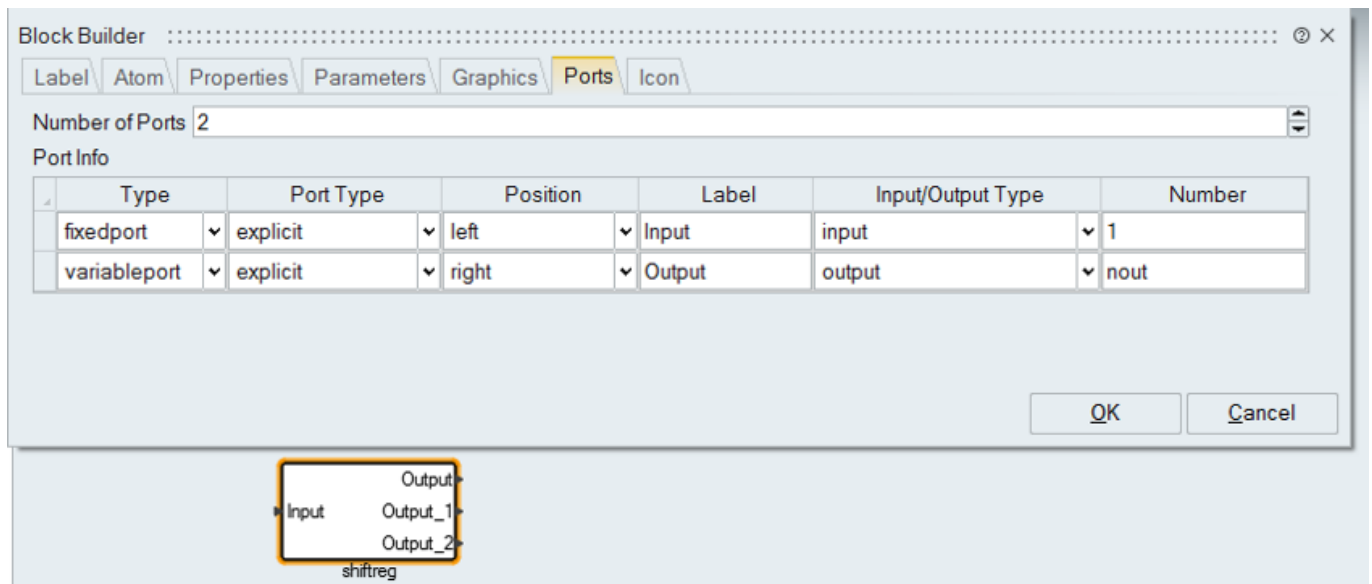 Block Builder
Label Atom Properties Parameters Graphics Ports Icon
Number of Ports 2
Port Info
Type Port Type Position Label Input/Output Type Number
fixedport explicit left Input input 1
variableport explicit right Output output nout
OK Cancel
Output
Input Output_1
Output_2
shiftreg